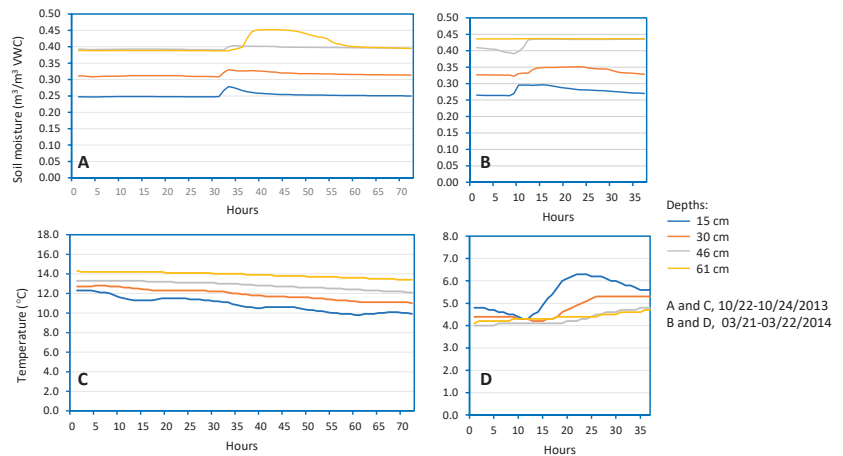 Soil moisture (m³/m³ VWC)
0.50
0.45
0.40
0.35
0.30
0.25
0.20
0.15
0.10
0.05
0.00
A
0 5 10 15 20 25 30 35 40 45 50 55 60 65 70
Hours
0.50
0.45
0.40
0.35
0.30
0.25
0.20
0.15
0.10
0.05
0.00
B
0 5 10 15 20 25 30 35
Hours
Depths:
15 cm
30 cm
46 cm
61 cm
A and C, 10/22-10/24/2013
B and D, 03/21-03/22/2014
Temperature (°C)
18.0
16.0
14.0
12.0
10.0
8.0
6.0
4.0
2.0
0.0
C
0 5 10 15 20 25 30 35 40 45 50 55 60 65 70
Hours
8.0
7.0
6.0
5.0
4.0
3.0
2.0
1.0
0.0
D
0 5 10 16 20 26 30 36
Hours